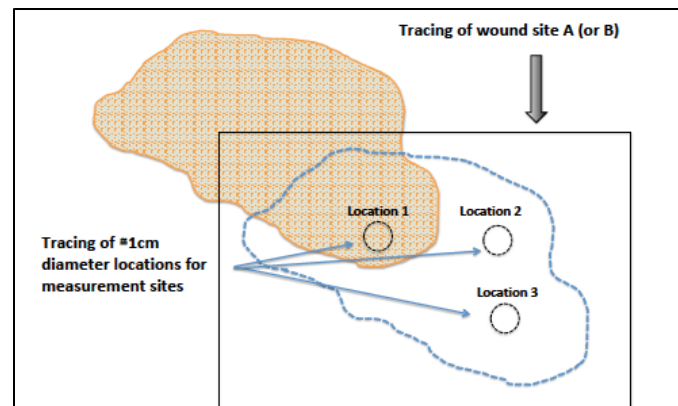 Tracing of wound site A (or B)
Location 1
Location 2
Tracing of ≅1cm
diameter locations for
measurement sites
Location 3